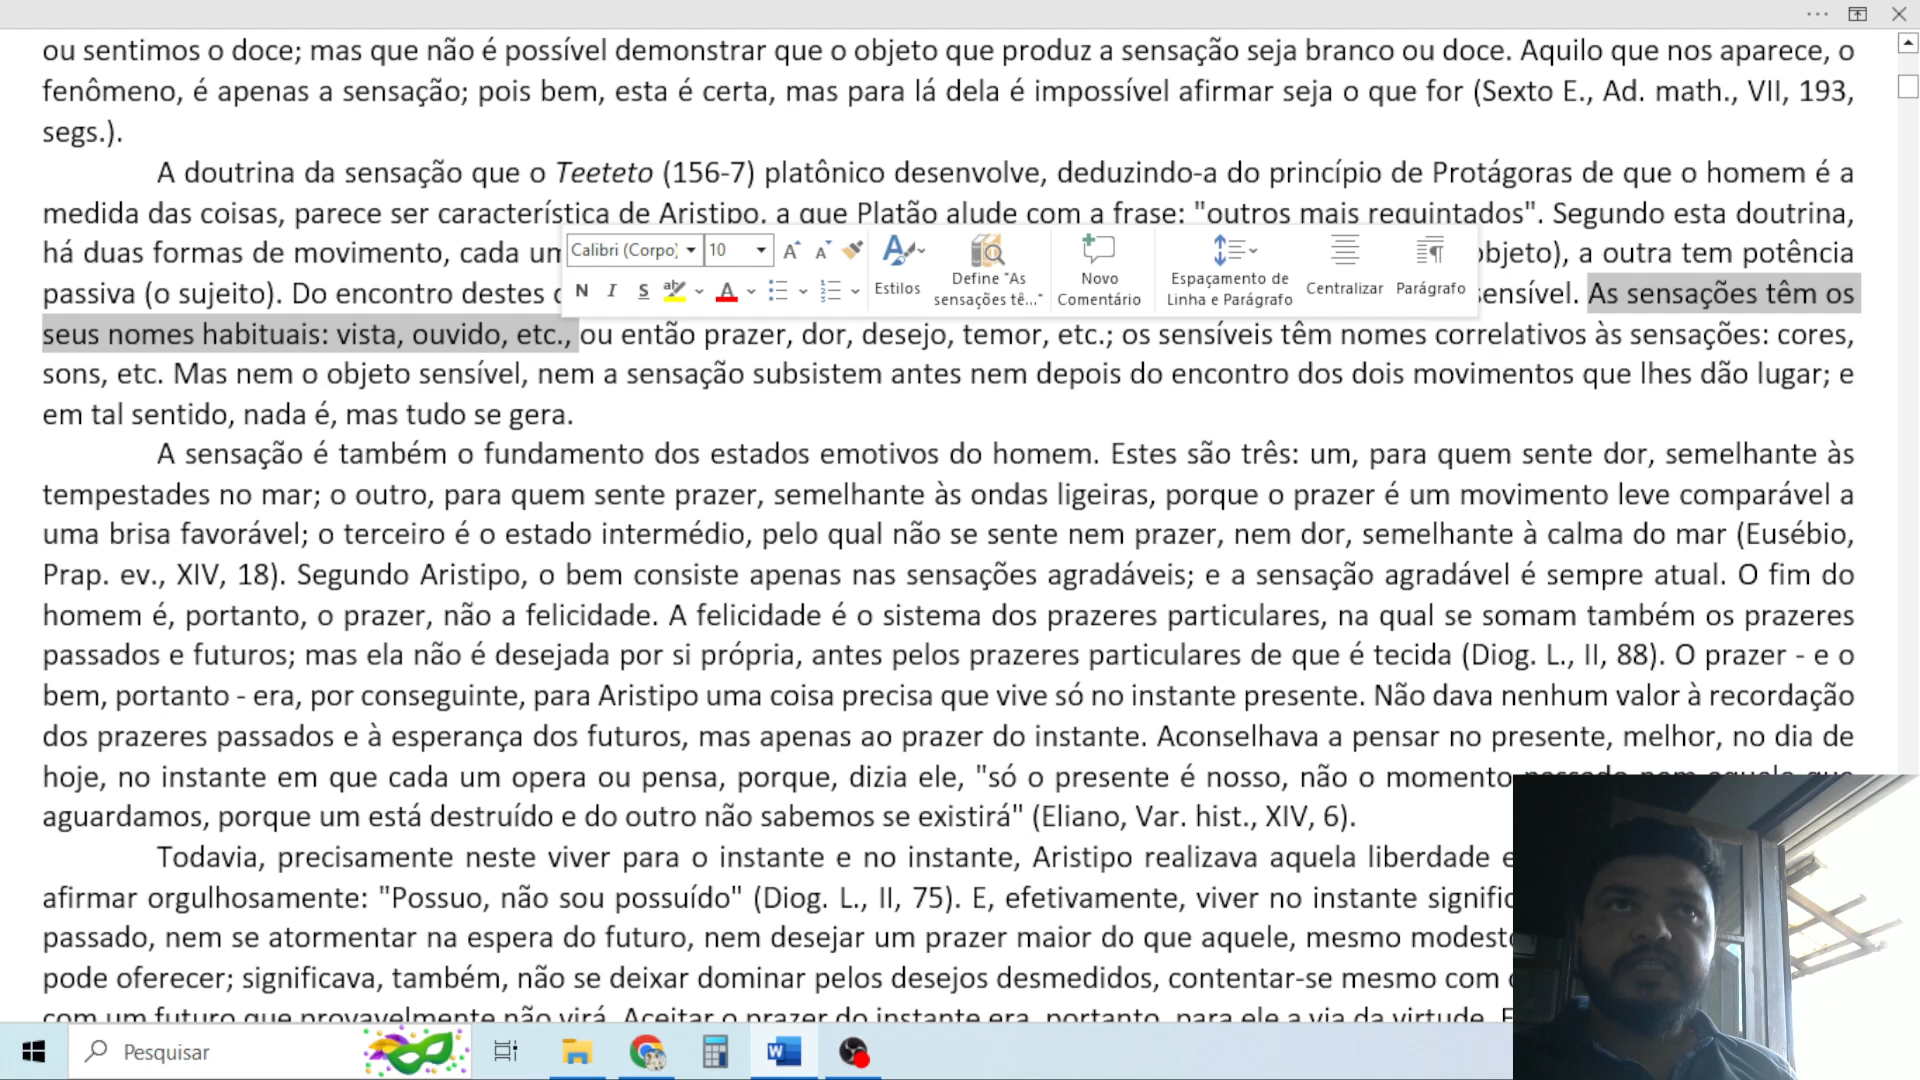 ou sentimos o doce; mas que não é possível demonstrar que o objeto que produz a sensação seja branco ou doce. Aquilo que nos aparece, o
fenômeno, é apenas a sensação; pois bem, esta é certa, mas para lá dela é impossível afirmar seja o que for (Sexto E., Ad. math., VII, 193,
segs.).
A doutrina da sensação que o Teeteto (156-7) platônico desenvolve, deduzindo-a do princípio de Protágoras de que o homem é a
medida das coisas, parece ser característica de Aristipo, a que Platão alude com a frase: "outros mais requintados". Segundo esta doutrina,
há duas formas de movimento, cada objeto), a outra tem potência
passiva (o sujeito). Do encontro destes sensível. As sensações têm os
Calibri (Corpo) 10
N I S
Estilos
Define "As
sensações tê..."
Novo
Comentário
Espaçamento de
Linha e Parágrafo
Centralizar
Parágrafo
seus nomes habituais: vista, ouvido, etc., ou então prazer, dor, desejo, temor, etc.; os sensíveis têm nomes correlativos às sensações: cores,
sons, etc. Mas nem o objeto sensível, nem a sensação subsistem antes nem depois do encontro dos dois movimentos que lhes dão lugar; e
em tal sentido, nada é, mas tudo se gera.
A sensação é também o fundamento dos estados emotivos do homem. Estes são três: um, para quem sente dor, semelhante às
tempestades no mar; o outro, para quem sente prazer, semelhante às ondas ligeiras, porque o prazer é um movimento leve comparável a
uma brisa favorável; o terceiro é o estado intermédio, pelo qual não se sente nem prazer, nem dor, semelhante à calma do mar (Eusébio,
Prap. ev., XIV, 18). Segundo Aristipo, o bem consiste apenas nas sensações agradáveis; e a sensação agradável é sempre atual. O fim do
homem é, portanto, o prazer, não a felicidade. A felicidade é o sistema dos prazeres particulares, na qual se somam também os prazeres
passados e futuros; mas ela não é desejada por si própria, antes pelos prazeres particulares de que é tecida (Diog. L., II, 88). O prazer - e o
bem, portanto - era, por conseguinte, para Aristipo uma coisa precisa que vive só no instante presente. Não dava nenhum valor à recordação
dos prazeres passados e à esperança dos futuros, mas apenas ao prazer do instante. Aconselhava a pensar no presente, melhor, no dia de
hoje, no instante em que cada um opera ou pensa, porque, dizia ele, "só o presente é nosso, não o momento passado nem aquele que
aguardamos, porque um está destruído e do outro não sabemos se existirá" (Eliano, Var. hist., XIV, 6).
Todavia, precisamente neste viver para o instante e no instante, Aristipo realizava aquela liberdade
afirmar orgulhosamente: "Possuo, não sou possuído" (Diog. L., II, 75). E, efetivamente, viver no instante
passado, nem se atormentar na espera do futuro, nem desejar um prazer maior do que aquele, mesmo
pode oferecer; significava, também, não se deixar dominar pelos desejos desmedidos, contentar-se mesmo com
com um futuro que provavelmente não virá. Aceitar o prazer do instante era, portanto, para ele a via da virtude.
Pesquisar